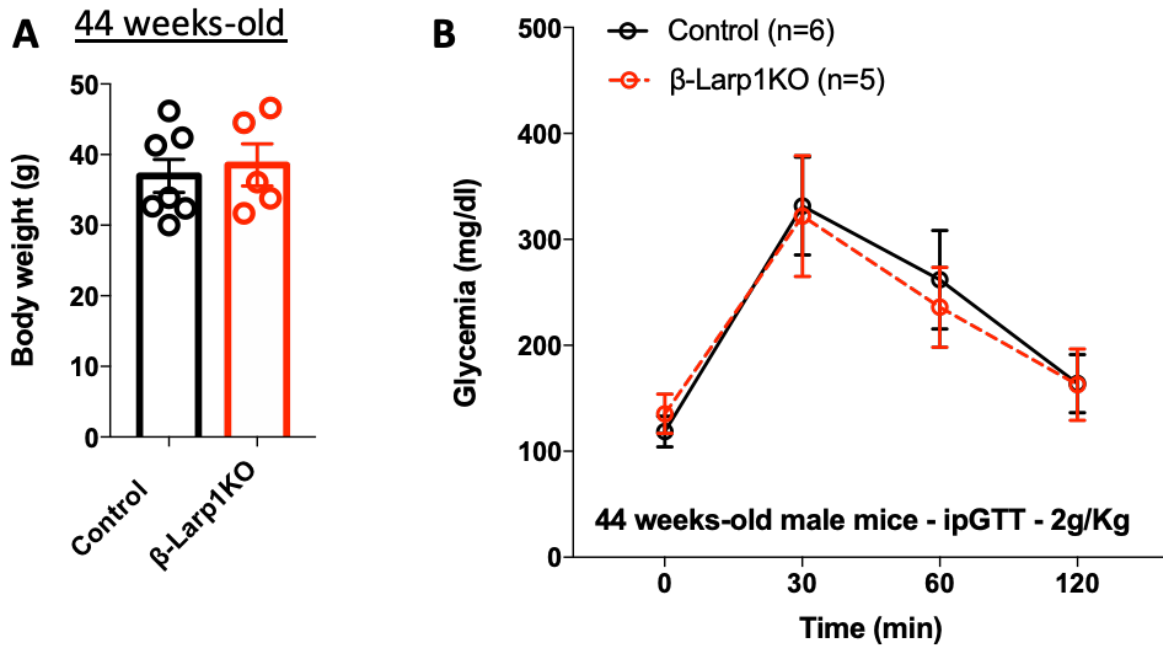 A
44 weeks-old
Body weight (g)
50
40
30
20
10
0
Control
β-Larp1KO
B
Control (n=6)
β-Larp1KO (n=5)
Glycemia (mg/dl)
500
400
300
200
100
0
44 weeks-old male mice - ipGTT - 2g/Kg
0 30 60 120
Time (min)